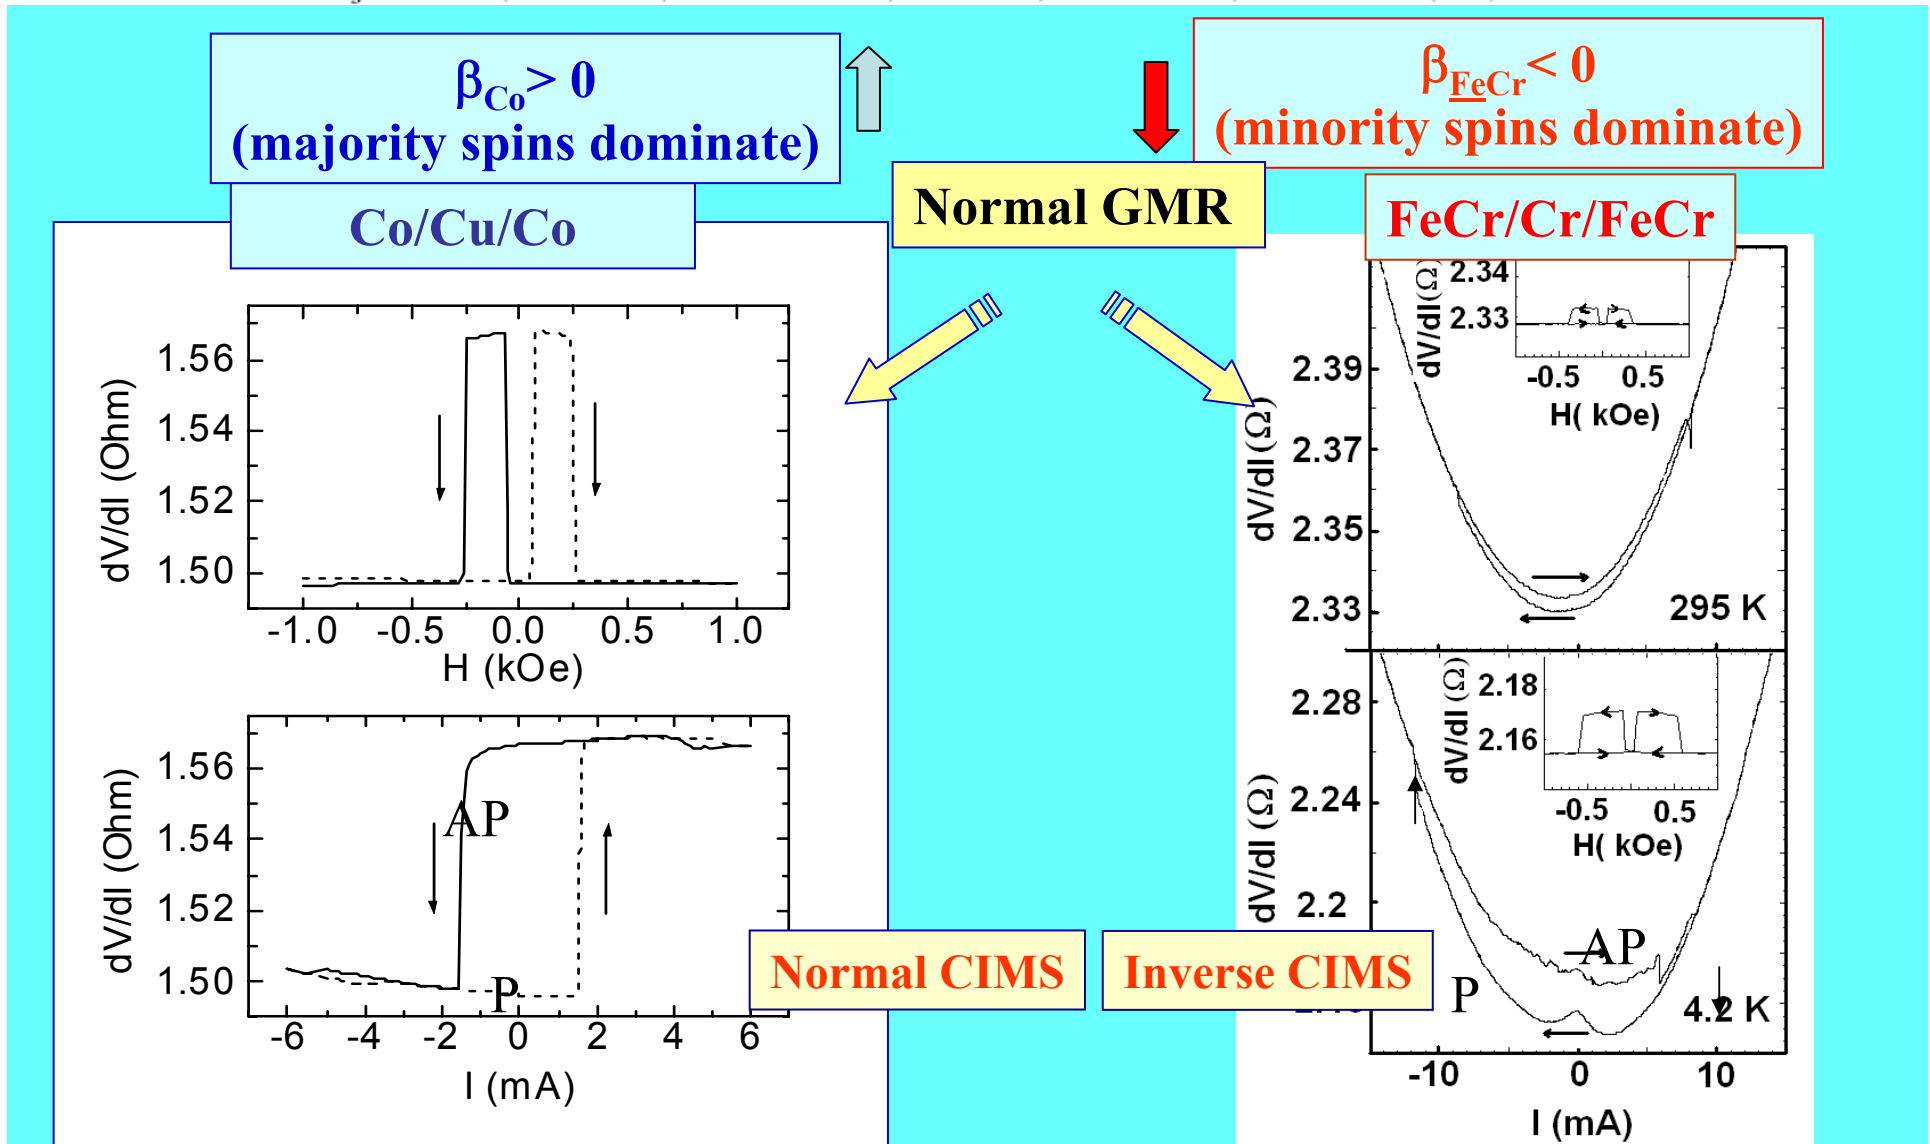 β_Co > 0
(majority spins dominate)
Co/Cu/Co
β_FeCr < 0
(minority spins dominate)
FeCr/Cr/FeCr
Normal GMR
dV/dI (Ohm)
1.56
1.54
1.52
1.50
-1.0 -0.5 0.0 0.5 1.0
H (kOe)
dV/dI (Ohm)
1.56
1.54
1.52
1.50
AP
P
-6 -4 -2 0 2 4 6
I (mA)
Normal CIMS
Inverse CIMS
dV/dI (Ω)
2.39
2.37
2.35
2.33
dV/dI (Ω)
2.34
2.33
-0.5 0.5
H( kOe)
295 K
dV/dI (Ω)
2.28
2.24
2.2
dV/dI (Ω)
2.18
2.16
-0.5 0.5
H( kOe)
AP
P
4.2 K
-10 0 10
I (mA)